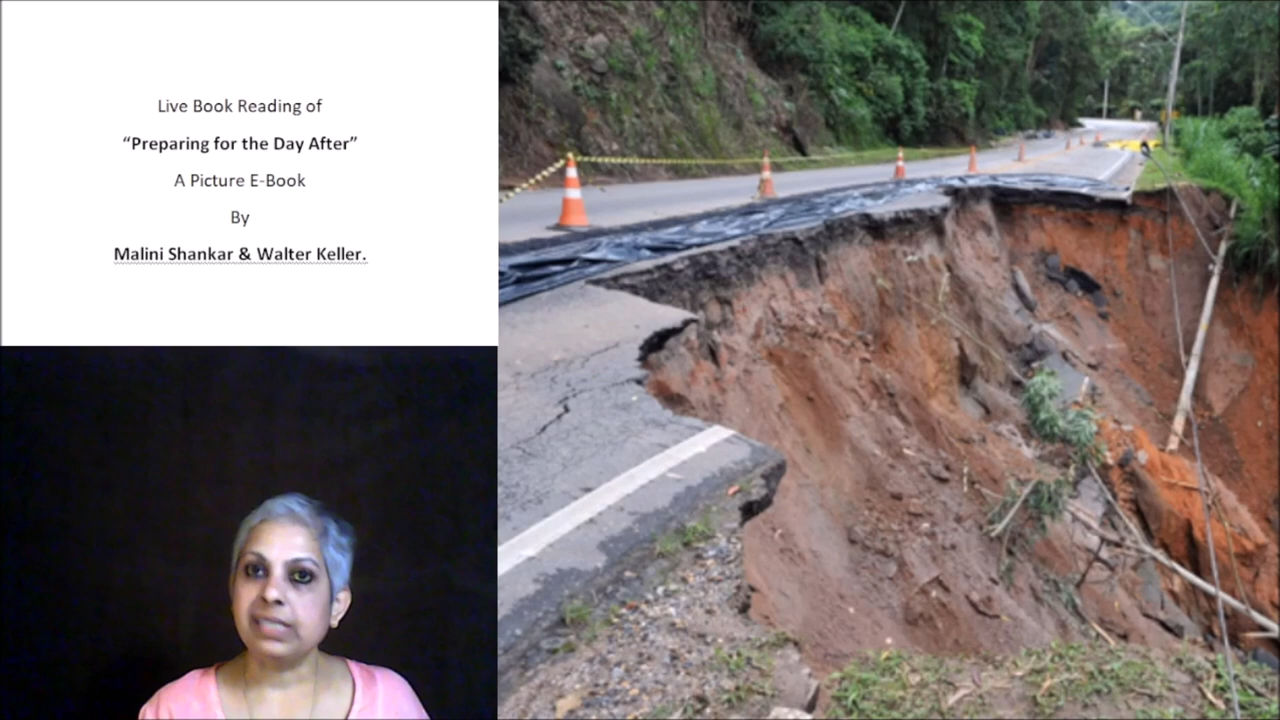 Live Book Reading of
“Preparing for the Day After”
A Picture E-Book
By
Malini Shankar & Walter Keller.